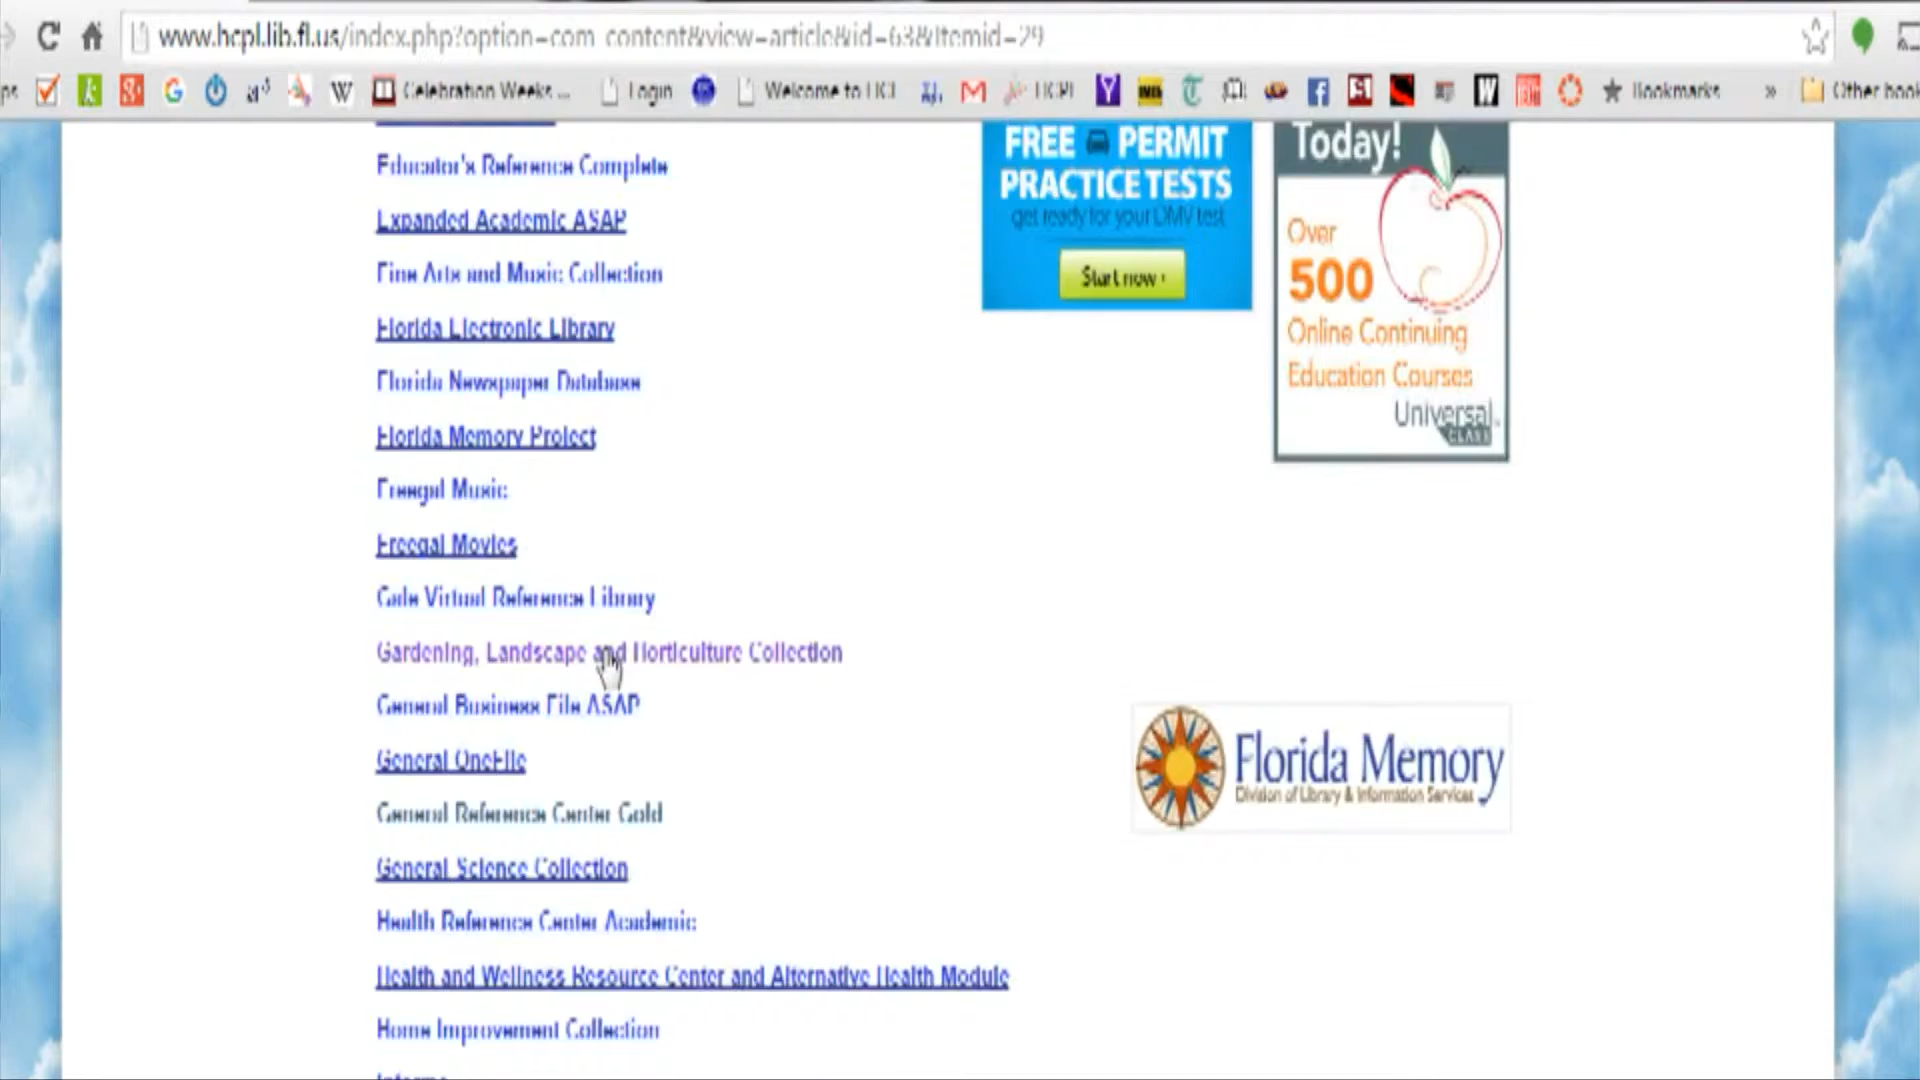 www.hcpl.lib.fl.us/index.php?option=com_content&view=article&id=63&Itemid=29
Celebration Weeks ...
Login
Welcome to HCL
HCPL
Bookmarks
»
Other book
Educator's Reference Complete
Expanded Academic ASAP
Fine Arts and Music Collection
Florida Electronic Library
Florida Newspaper Database
Florida Memory Project
Freegal Music
Freegal Movies
Gale Virtual Reference Library
Gardening, Landscape and Horticulture Collection
General Business File ASAP
General OneFile
General Reference Center Gold
General Science Collection
Health Reference Center Academic
Health and Wellness Resource Center and Alternative Health Module
Home Improvement Collection
FREE PERMIT
PRACTICE TESTS
get ready for your DMV test
Start now ›
Today!
Over
500
Online Continuing
Education Courses
Universal
CLASS
Florida Memory
Division of Library & Information Services